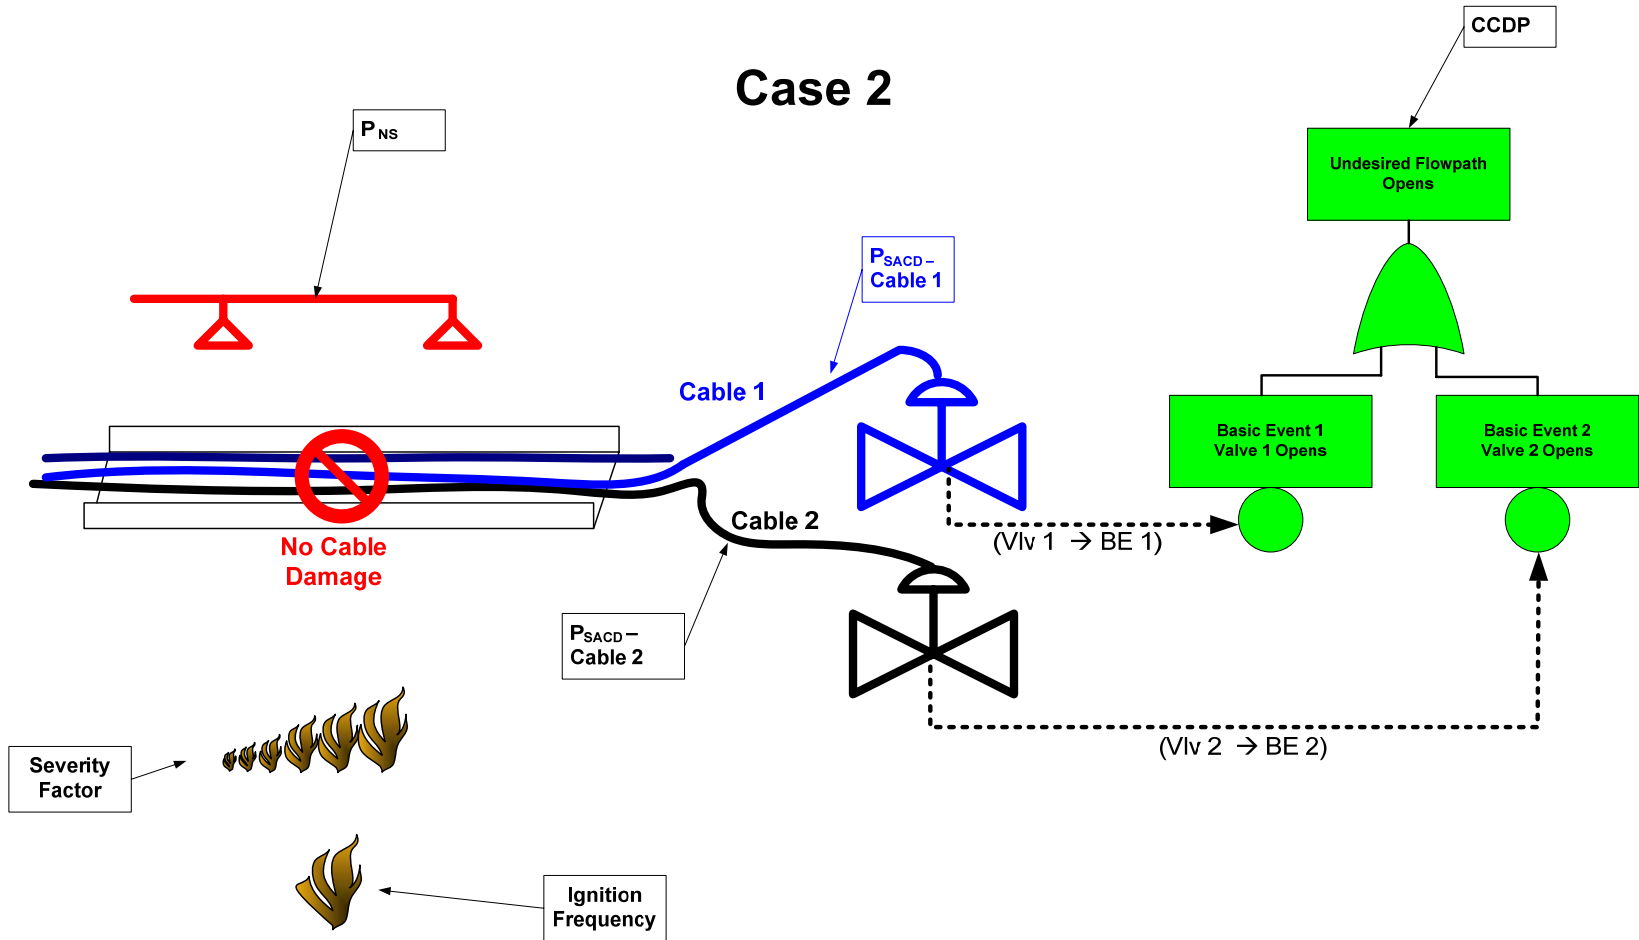 CCDP
Case 2
P NS
Undesired Flowpath
Opens
PSACD –
Cable 1
Cable 1
Basic Event 1
Valve 1 Opens
Basic Event 2
Valve 2 Opens
Cable 2
(Vlv 1 → BE 1)
No Cable
Damage
PSACD –
Cable 2
(Vlv 2 → BE 2)
Severity
Factor
Ignition
Frequency